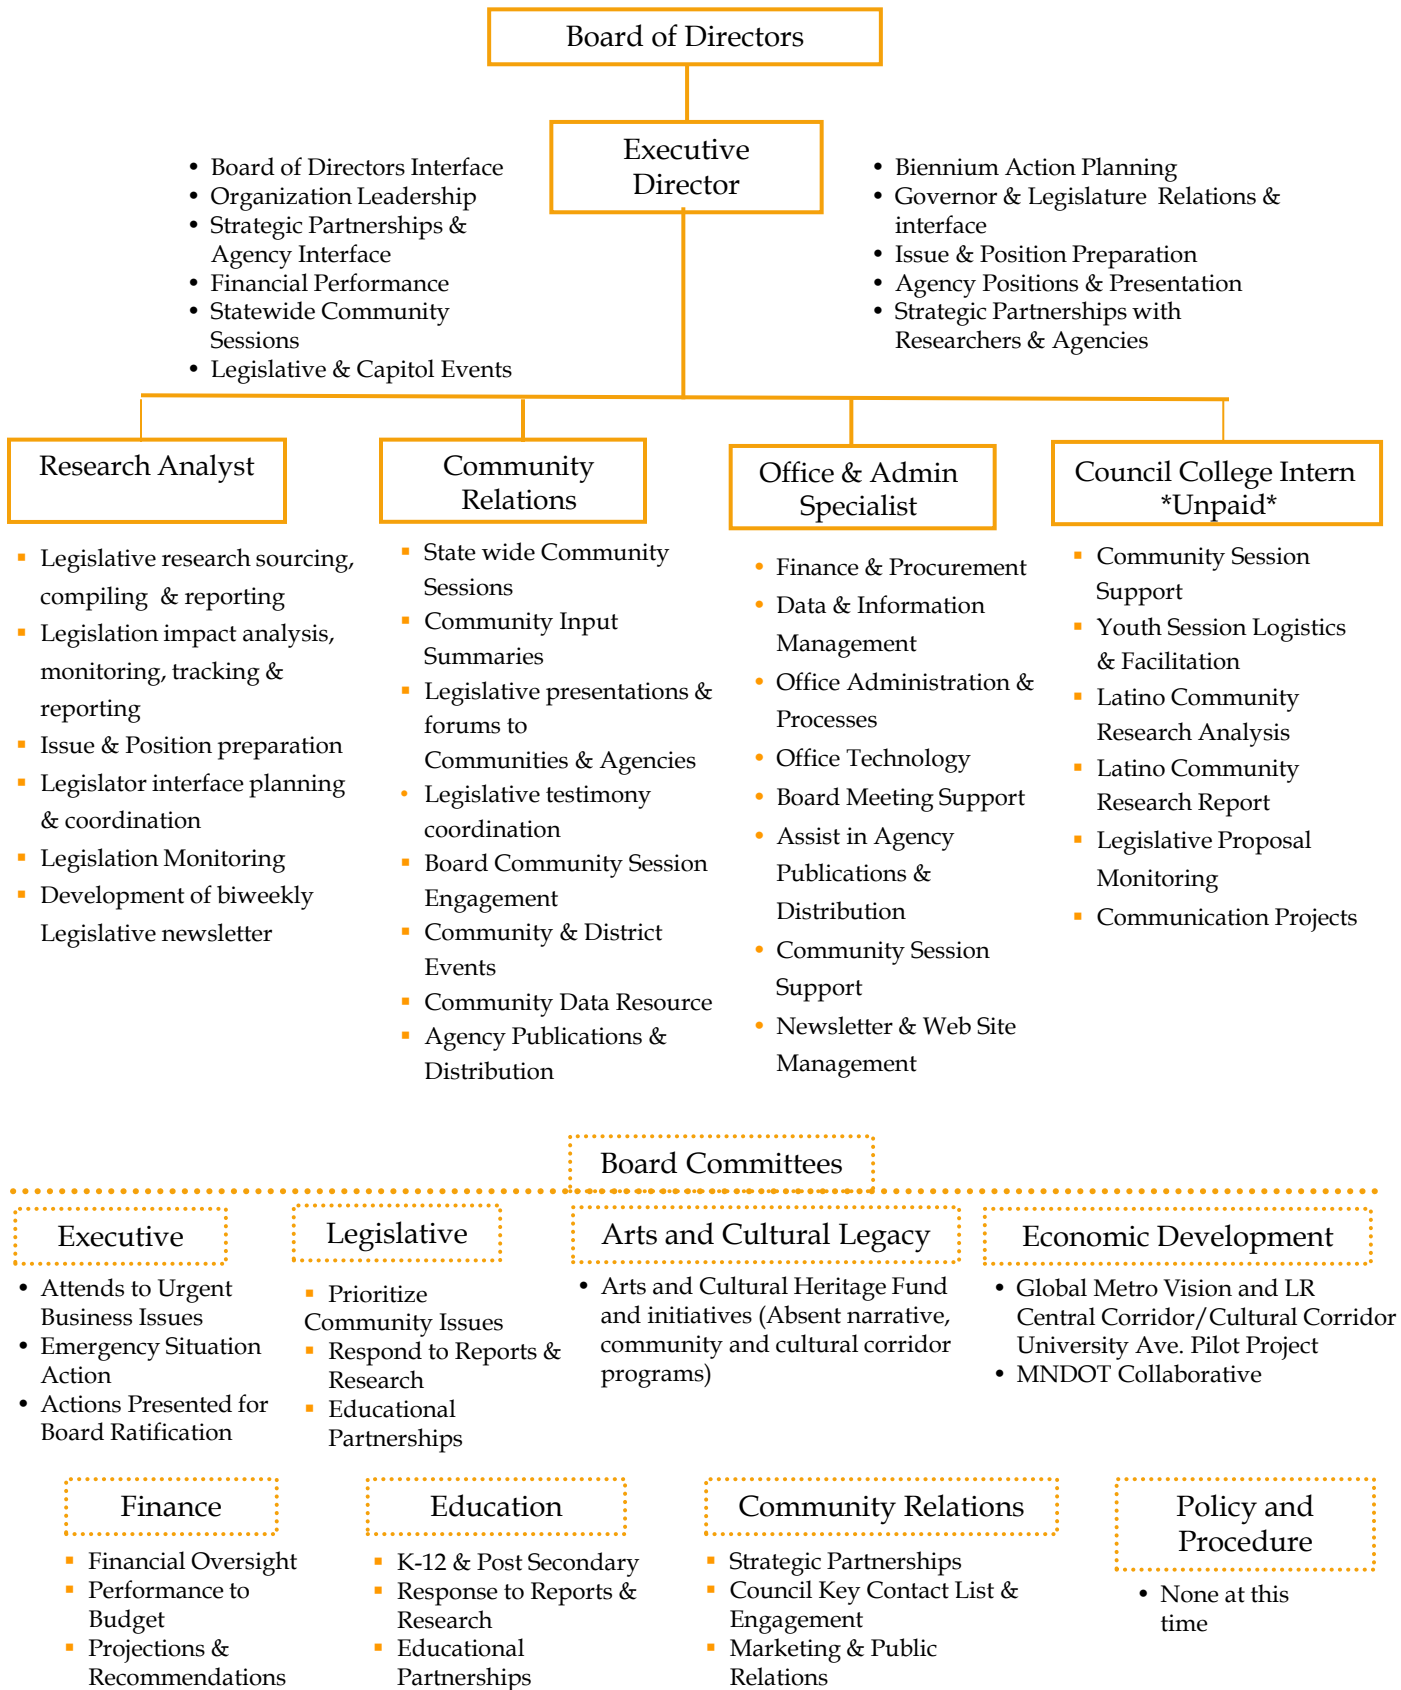 Board of Directors
Executive
Director
• Board of Directors Interface
• Organization Leadership
• Strategic Partnerships &
Agency Interface
• Financial Performance
• Statewide Community
Sessions
• Legislative & Capitol Events
• Biennium Action Planning
• Governor & Legislature Relations &
interface
• Issue & Position Preparation
• Agency Positions & Presentation
• Strategic Partnerships with
Researchers & Agencies
Research Analyst
▪ Legislative research sourcing,
compiling & reporting
▪ Legislation impact analysis,
monitoring, tracking &
reporting
▪ Issue & Position preparation
▪ Legislator interface planning
& coordination
▪ Legislation Monitoring
▪ Development of biweekly
Legislative newsletter
Community
Relations
▪ State wide Community
Sessions
▪ Community Input
Summaries
▪ Legislative presentations &
forums to
Communities & Agencies
• Legislative testimony
coordination
▪ Board Community Session
Engagement
▪ Community & District
Events
▪ Community Data Resource
▪ Agency Publications &
Distribution
Office & Admin
Specialist
• Finance & Procurement
• Data & Information
Management
• Office Administration &
Processes
• Office Technology
• Board Meeting Support
• Assist in Agency
Publications &
Distribution
• Community Session
Support
• Newsletter & Web Site
Management
Council College Intern
*Unpaid*
▪ Community Session
Support
▪ Youth Session Logistics
& Facilitation
▪ Latino Community
Research Analysis
▪ Latino Community
Research Report
▪ Legislative Proposal
Monitoring
▪ Communication Projects
Board Committees
Executive
• Attends to Urgent
Business Issues
• Emergency Situation
Action
• Actions Presented for
Board Ratification
Legislative
▪ Prioritize
Community Issues
▪ Respond to Reports &
Research
▪ Educational
Partnerships
Arts and Cultural Legacy
• Arts and Cultural Heritage Fund
and initiatives (Absent narrative,
community and cultural corridor
programs)
Economic Development
• Global Metro Vision and LR
Central Corridor/Cultural Corridor
University Ave. Pilot Project
• MNDOT Collaborative
Finance
▪ Financial Oversight
▪ Performance to
Budget
▪ Projections &
Recommendations
Education
▪ K-12 & Post Secondary
▪ Response to Reports &
Research
▪ Educational
Partnerships
Community Relations
▪ Strategic Partnerships
▪ Council Key Contact List &
Engagement
▪ Marketing & Public
Relations
Policy and
Procedure
• None at this
time